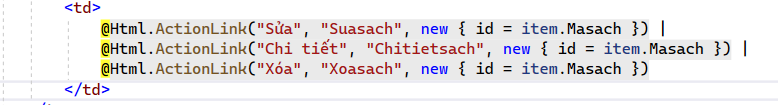 <td>
@Html.ActionLink("Sửa", "Suasach", new { id = item.Masach }) |
@Html.ActionLink("Chi tiết", "Chitietsach", new { id = item.Masach }) |
@Html.ActionLink("Xóa", "Xoasach", new { id = item.Masach })
</td>